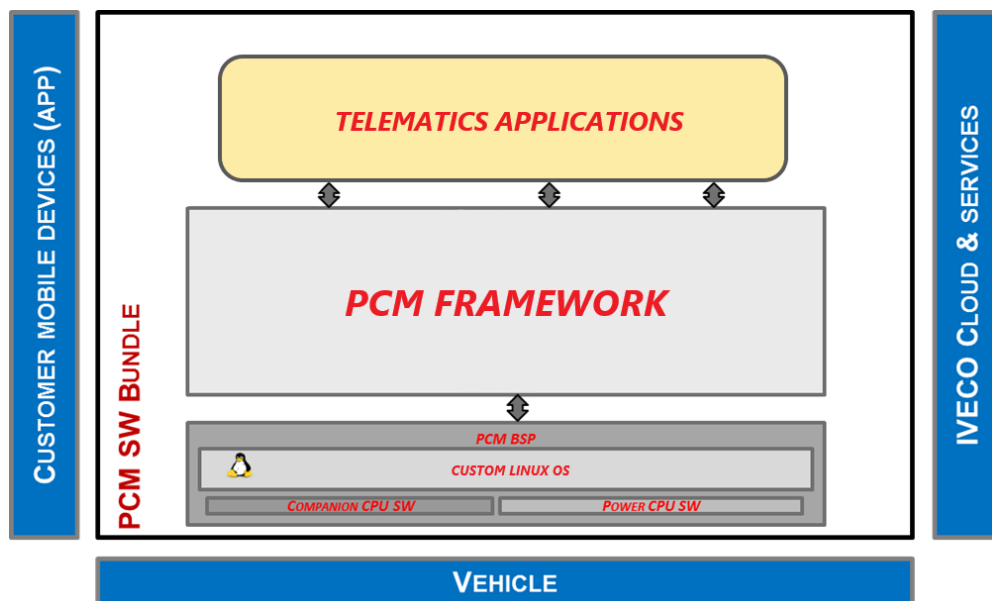 CUSTOMER MOBILE DEVICES (APP)
PCM SW BUNDLE
TELEMATICS APPLICATIONS
PCM FRAMEWORK
PCM BSP
CUSTOM LINUX OS
COMPANION CPU SW
POWER CPU SW
IVECO CLOUD & SERVICES
VEHICLE